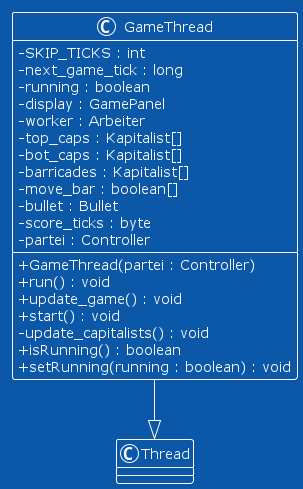 C GameThread
-SKIP_TICKS : int
-next_game_tick : long
-running : boolean
-display : GamePanel
-worker : Arbeiter
-top_caps : Kapitalist[]
-bot_caps : Kapitalist[]
-barricades : Kapitalist[]
-move_bar : boolean[]
-bullet : Bullet
-score_ticks : byte
-partei : Controller
+GameThread(partei : Controller)
+run() : void
+update_game() : void
+start() : void
-update_capitalists() : void
+isRunning() : boolean
+setRunning(running : boolean) : void
C Thread